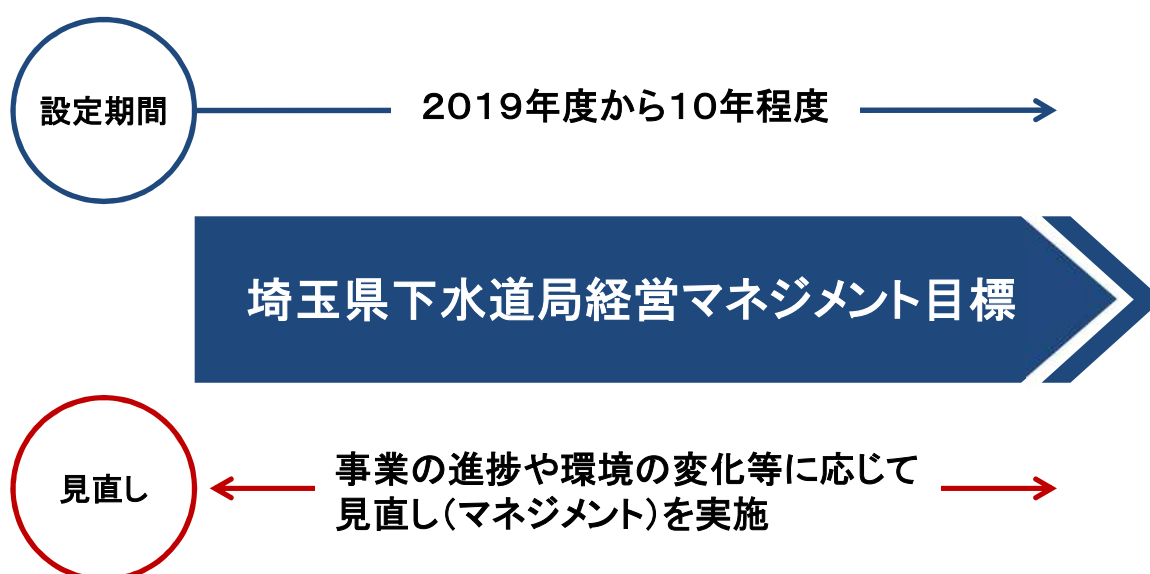 設定期間
2019年度から10年程度
埼玉県下水道局経営マネジメント目標
見直し
事業の進捗や環境の変化等に応じて
見直し(マネジメント)を実施